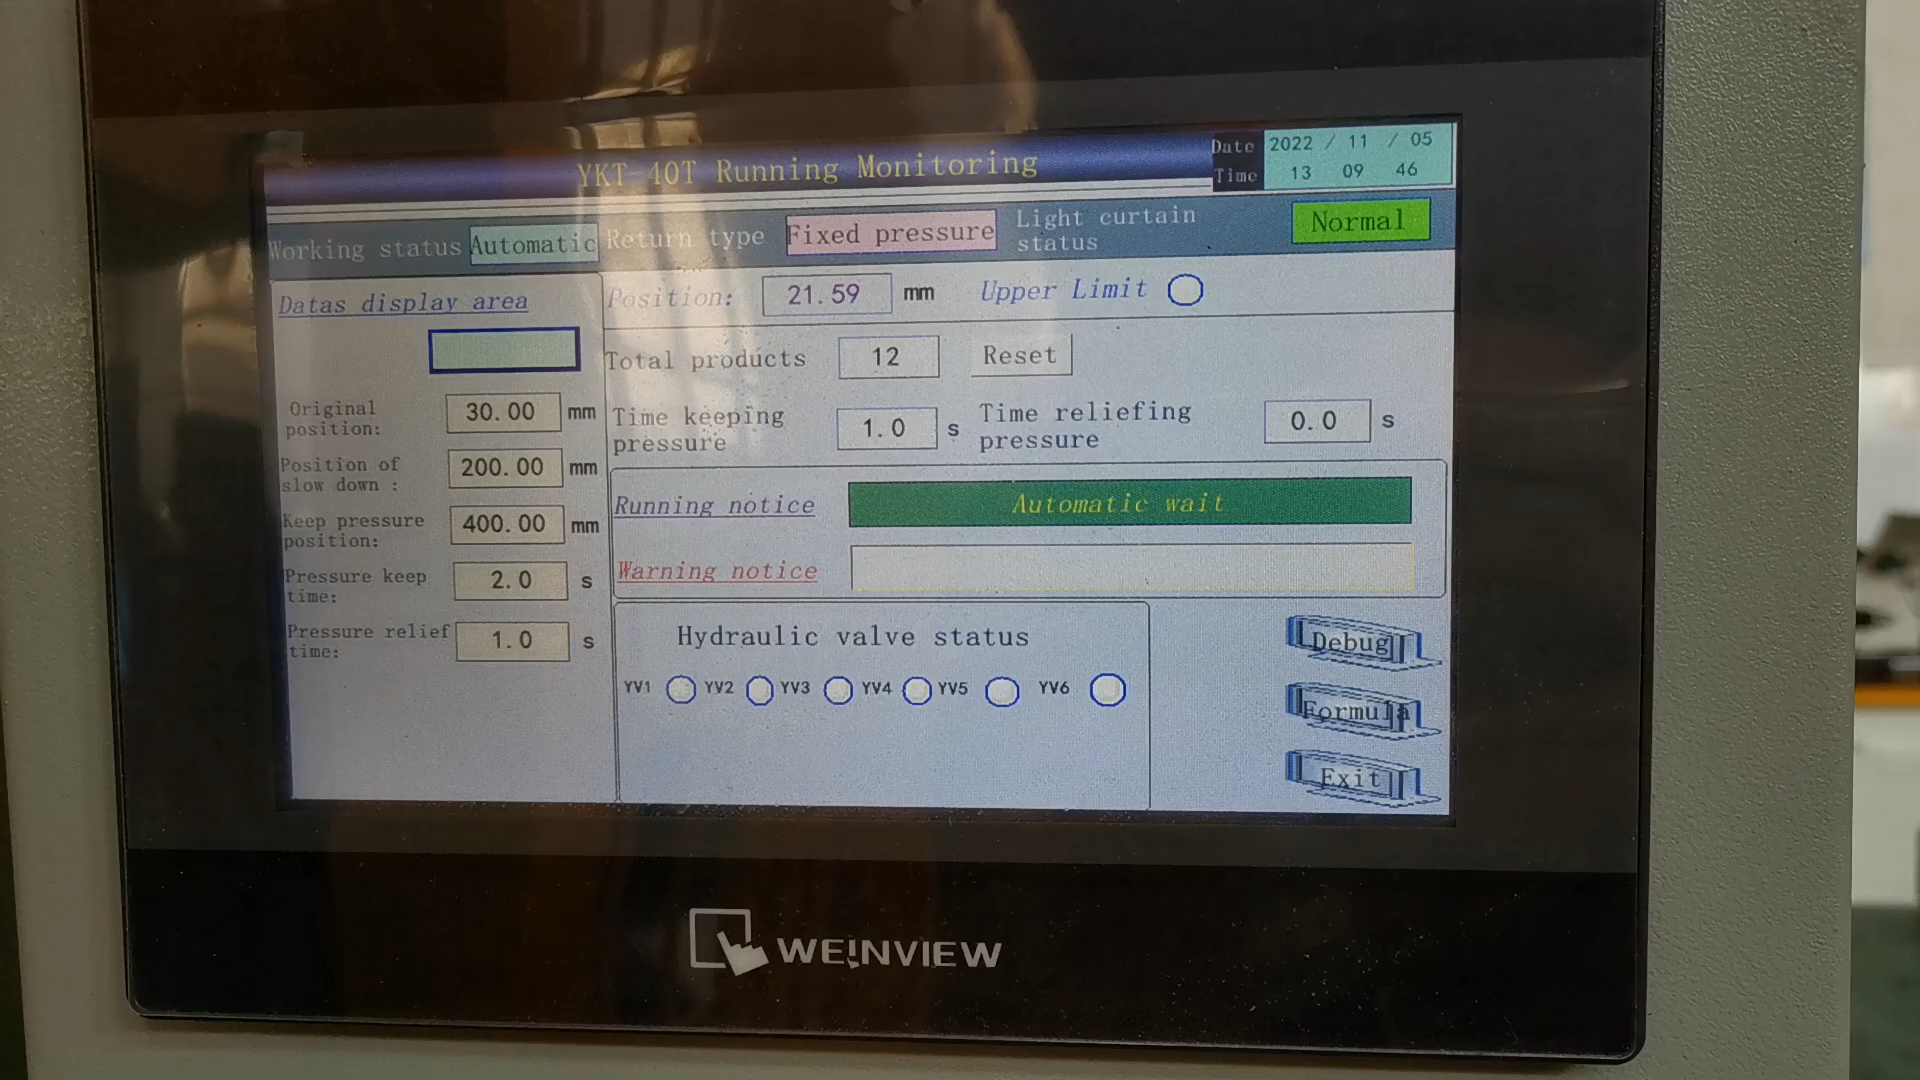 YKT-40T Running Monitoring
Date 2022 / 11 / 05
Time 13 09 46
Working status Automatic Return type Fixed pressure Light curtain status Normal
Datas display area
Position: 21.59 mm Upper Limit
Total products 12 Reset
Original position: 30.00 mm
Time keeping pressure 1.0 s Time reliefing pressure 0.0 s
Position of slow down : 200.00 mm
Keep pressure position: 400.00 mm
Pressure keep time: 2.0 s
Pressure relief time: 1.0 s
Running notice Automatic wait
Warning notice
Hydraulic valve status
YV1 YV2 YV3 YV4 YV5 YV6
Debug
Formula
Exit
WEINVIEW